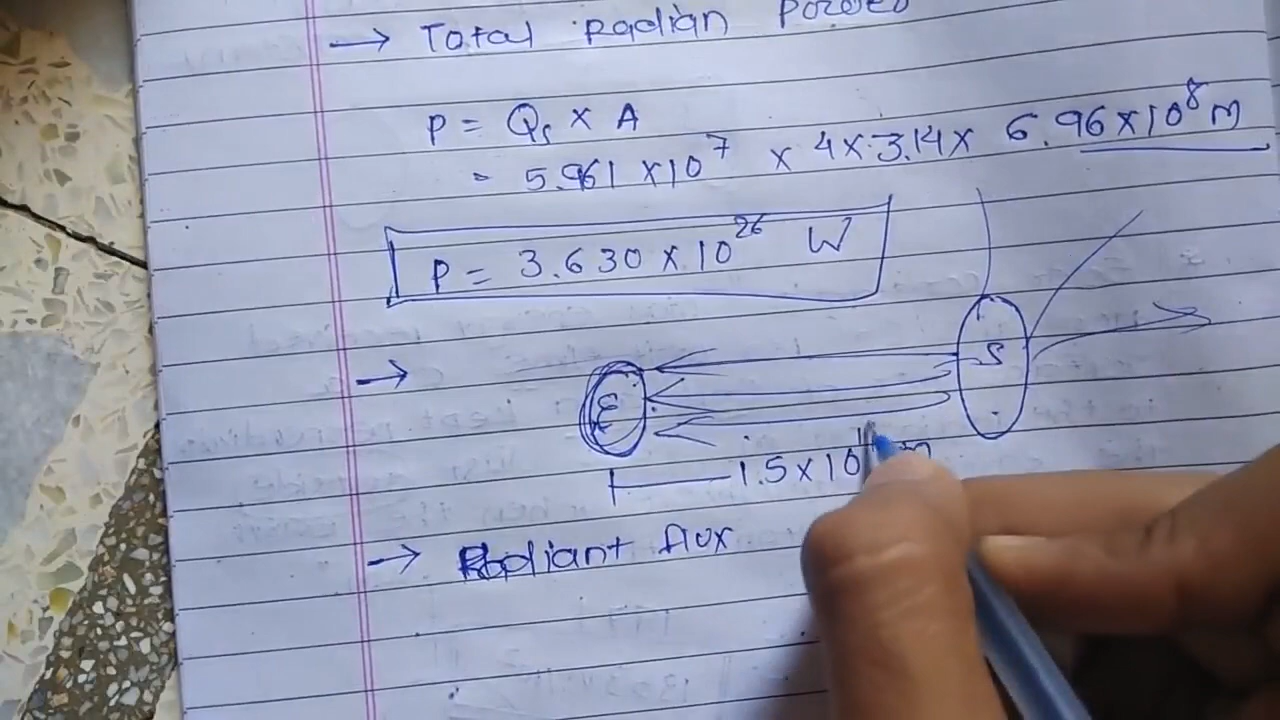 → Total Radian Power
P = Qs × A
= 5.961 × 10⁷ × 4 × 3.14 × 6.96 × 10⁸ m
P = 3.630 × 10²⁶ W
→
E S
1.5 × 10 m
→ Radiant flux